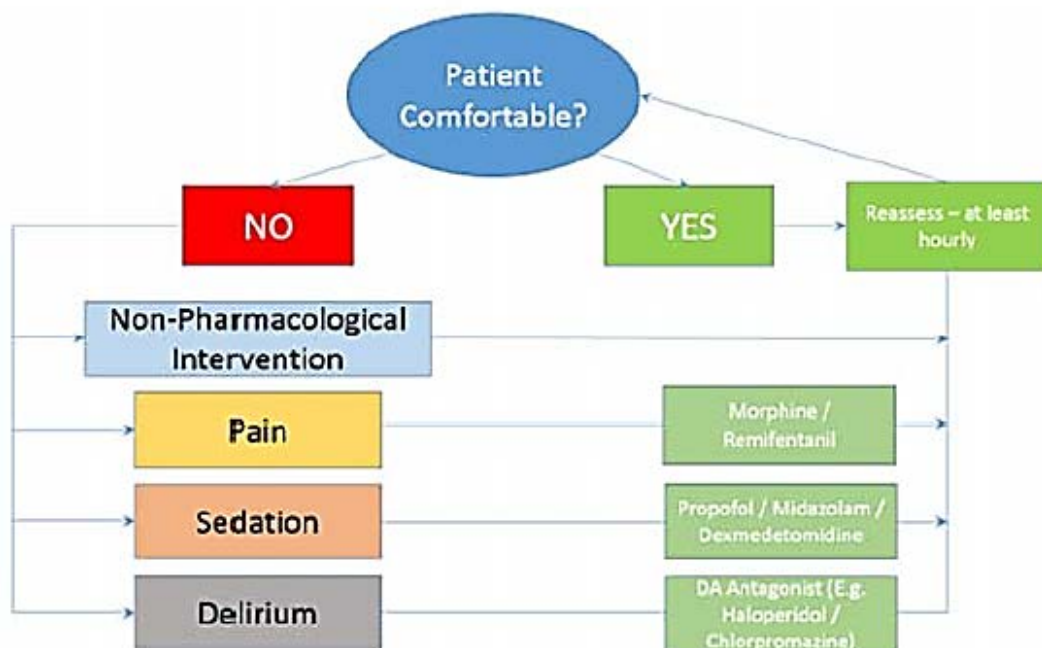 Patient
Comfortable?
NO
YES
Reassess – at least
hourly
Non-Pharmacological
Intervention
Pain
Morphine /
Remifentanil
Sedation
Propofol / Midazolam /
Dexmedetomidine
Delirium
DA Antagonist (E.g.
Haloperidol /
Chlorpromazine)